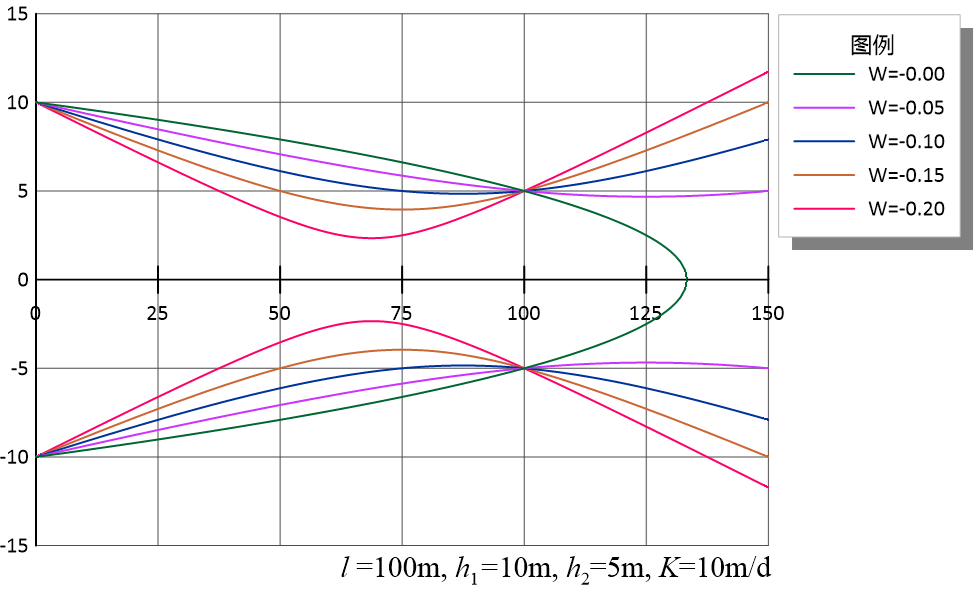 15
10
5
0
-5
-10
-15
0 25 50 75 100 125 150
图例
W=-0.00
W=-0.05
W=-0.10
W=-0.15
W=-0.20
l =100m, h₁=10m, h₂=5m, K=10m/d